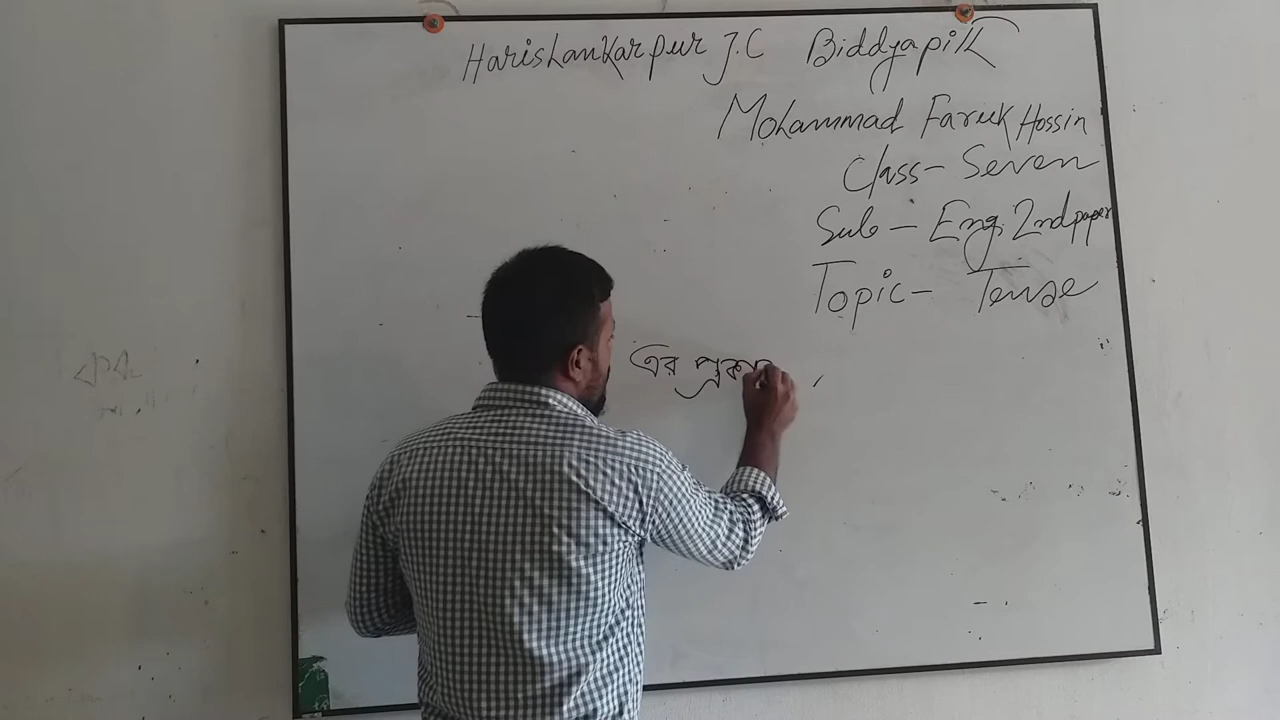 Harishankarpur J.C Biddyapith
Mohammad Faruk Hossin
Class- Seven
Sub - Eng. 2nd paper
Topic- Tense
এর প্রকার